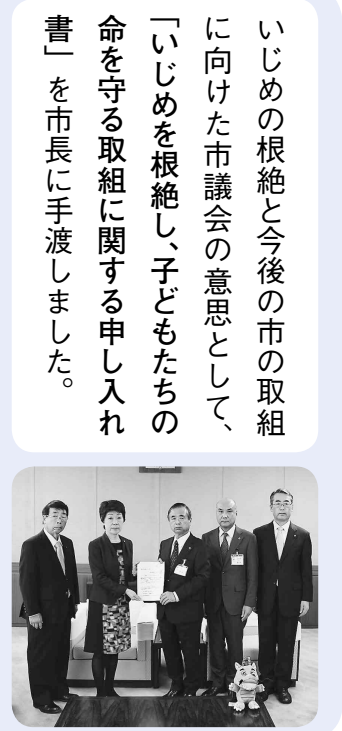 いじめの根絶と今後の市の取組
に向けた市議会の意思として、
「いじめを根絶し、子どもたちの
命を守る取組に関する申し入れ
書」を市長に手渡しました。